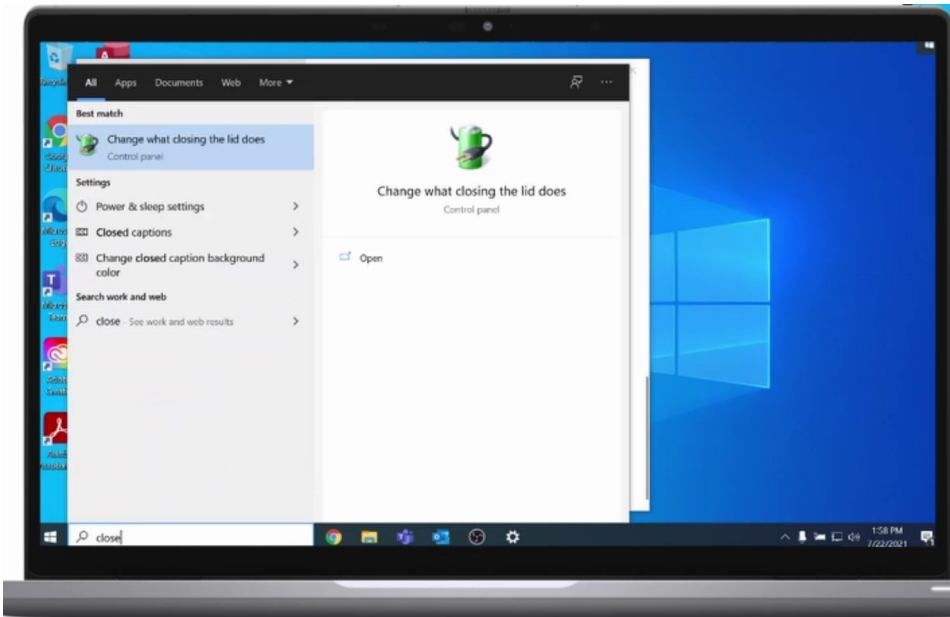 All Apps Documents Web More
Best match
Change what closing the lid does
Control panel
Settings
Power & sleep settings
Closed captions
Change closed caption background
color
Search work and web
close - See work and web results
Change what closing the lid does
Control panel
Open
close
1:58 PM
7/22/2021